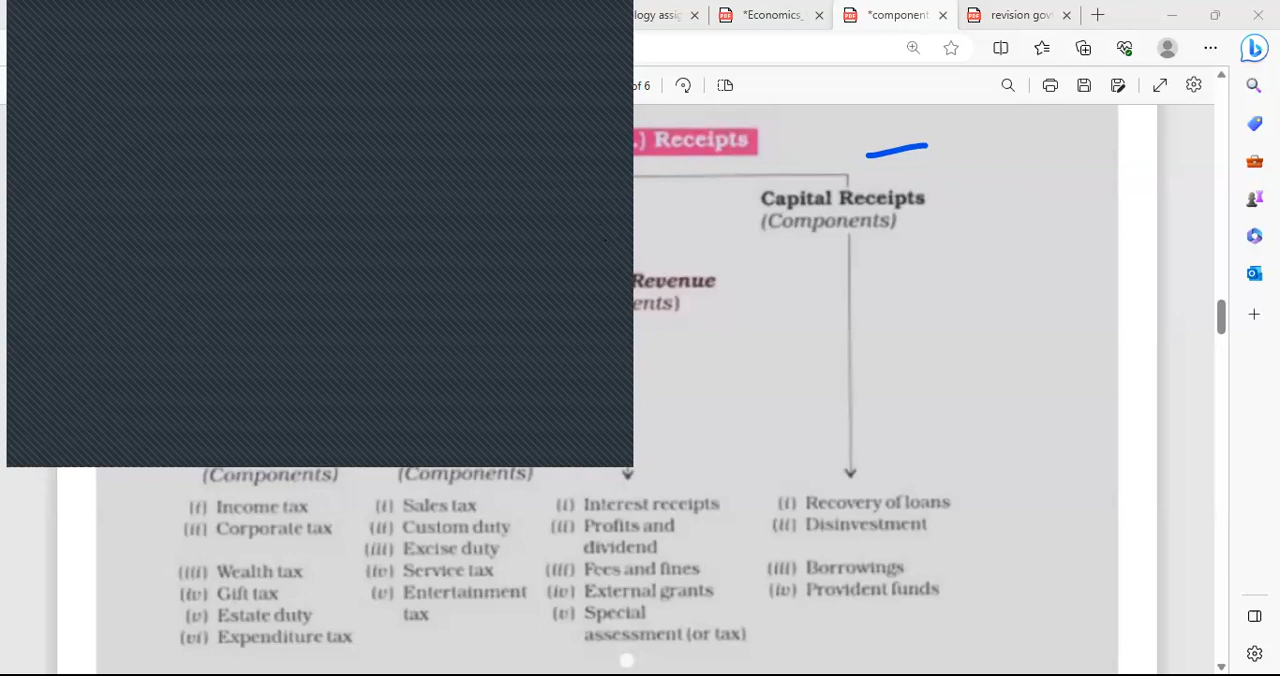 ology assig
*Economics_
*component
revision gov
of 6
.) Receipts
Capital Receipts
(Components)
Revenue
ents)
(Components)
(i) Income tax
(ii) Corporate tax
(iii) Wealth tax
(iv) Gift tax
(v) Estate duty
(vi) Expenditure tax
(Components)
(i) Sales tax
(ii) Custom duty
(iii) Excise duty
(iv) Service tax
(v) Entertainment
tax
(i) Interest receipts
(ii) Profits and
dividend
(iii) Fees and fines
(iv) External grants
(v) Special
assessment (or tax)
(i) Recovery of loans
(ii) Disinvestment
(iii) Borrowings
(iv) Provident funds